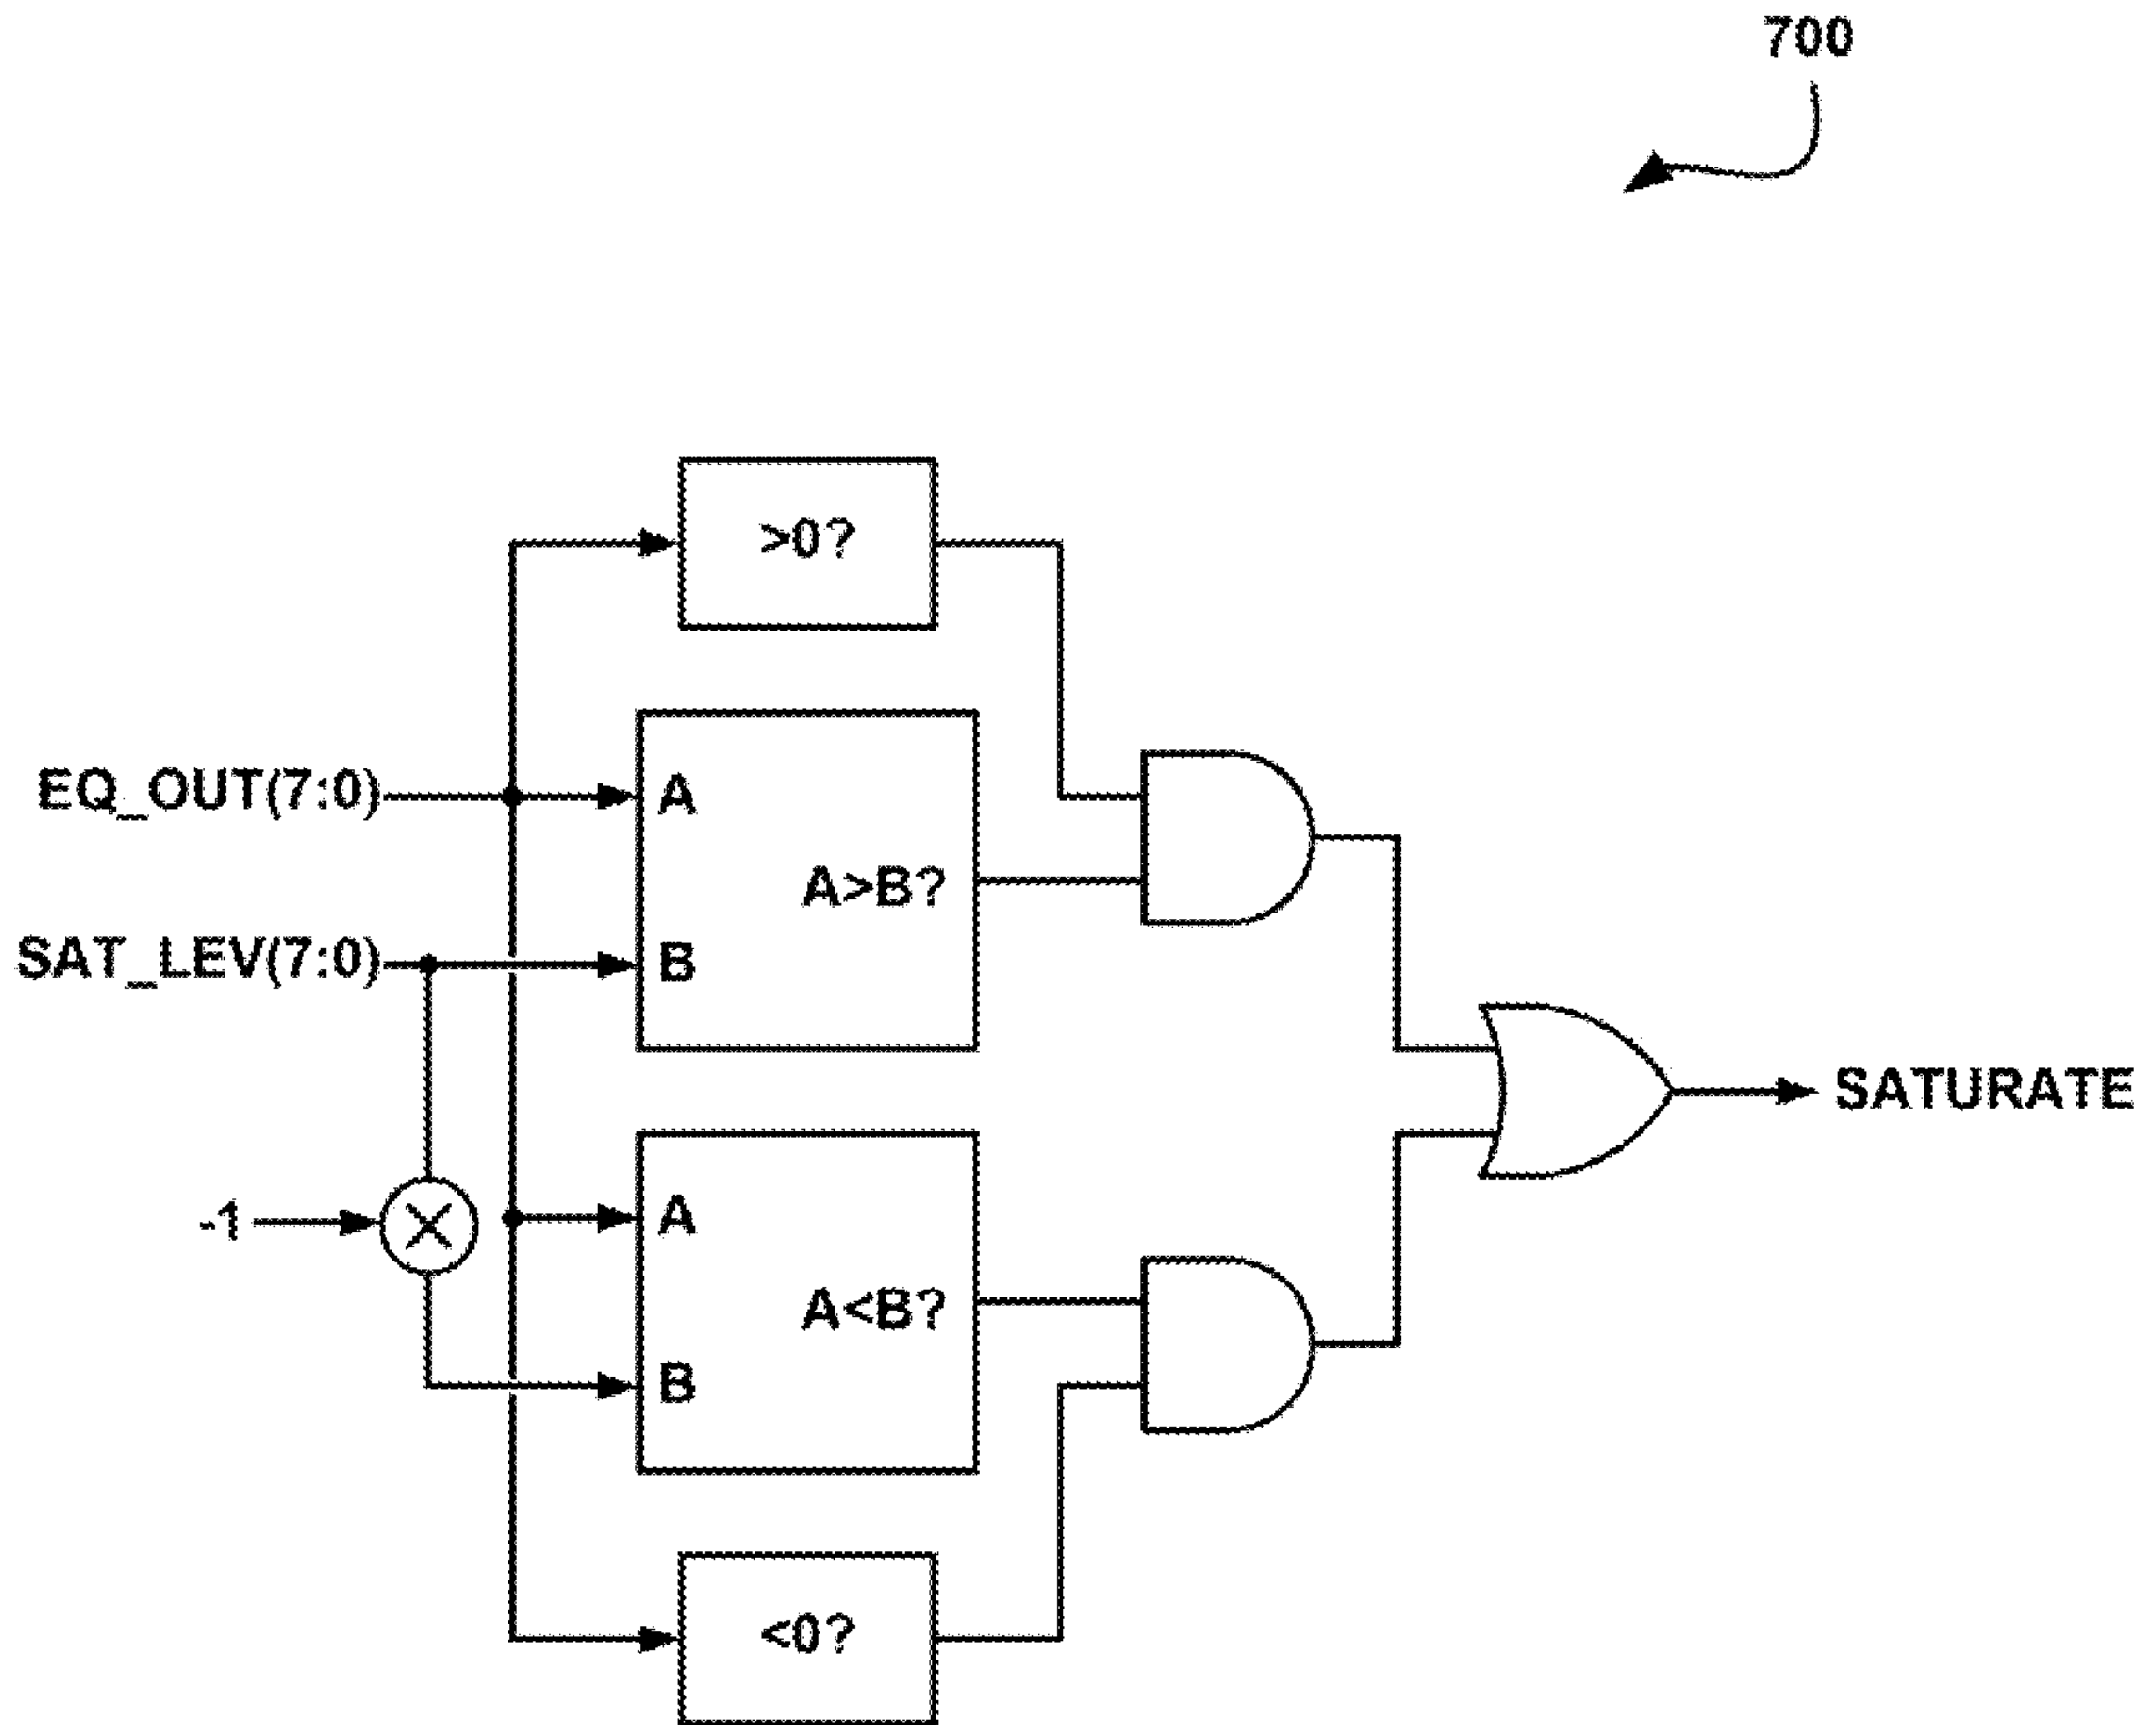 700
>0?
EQ_OUT(7:0)
A
A>B?
SAT_LEV(7:0)
B
SATURATE
-1
A
A<B?
B
<0?